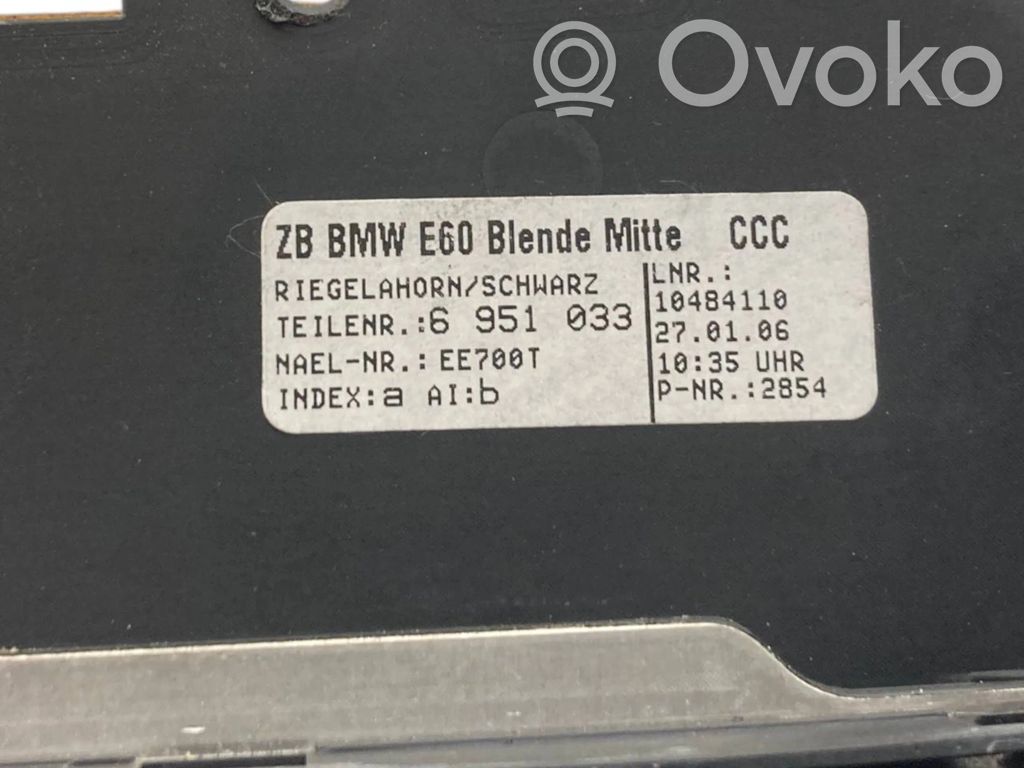 Ovoko
ZB BMW E60 Blende Mitte CCC
RIEGELAHORN/SCHWARZ
TEILENR.:6 951 033
NAEL-NR.:EE700T
INDEX:a AI:b
LNR.:
10484110
27.01.06
10:35 UHR
P-NR.:2854